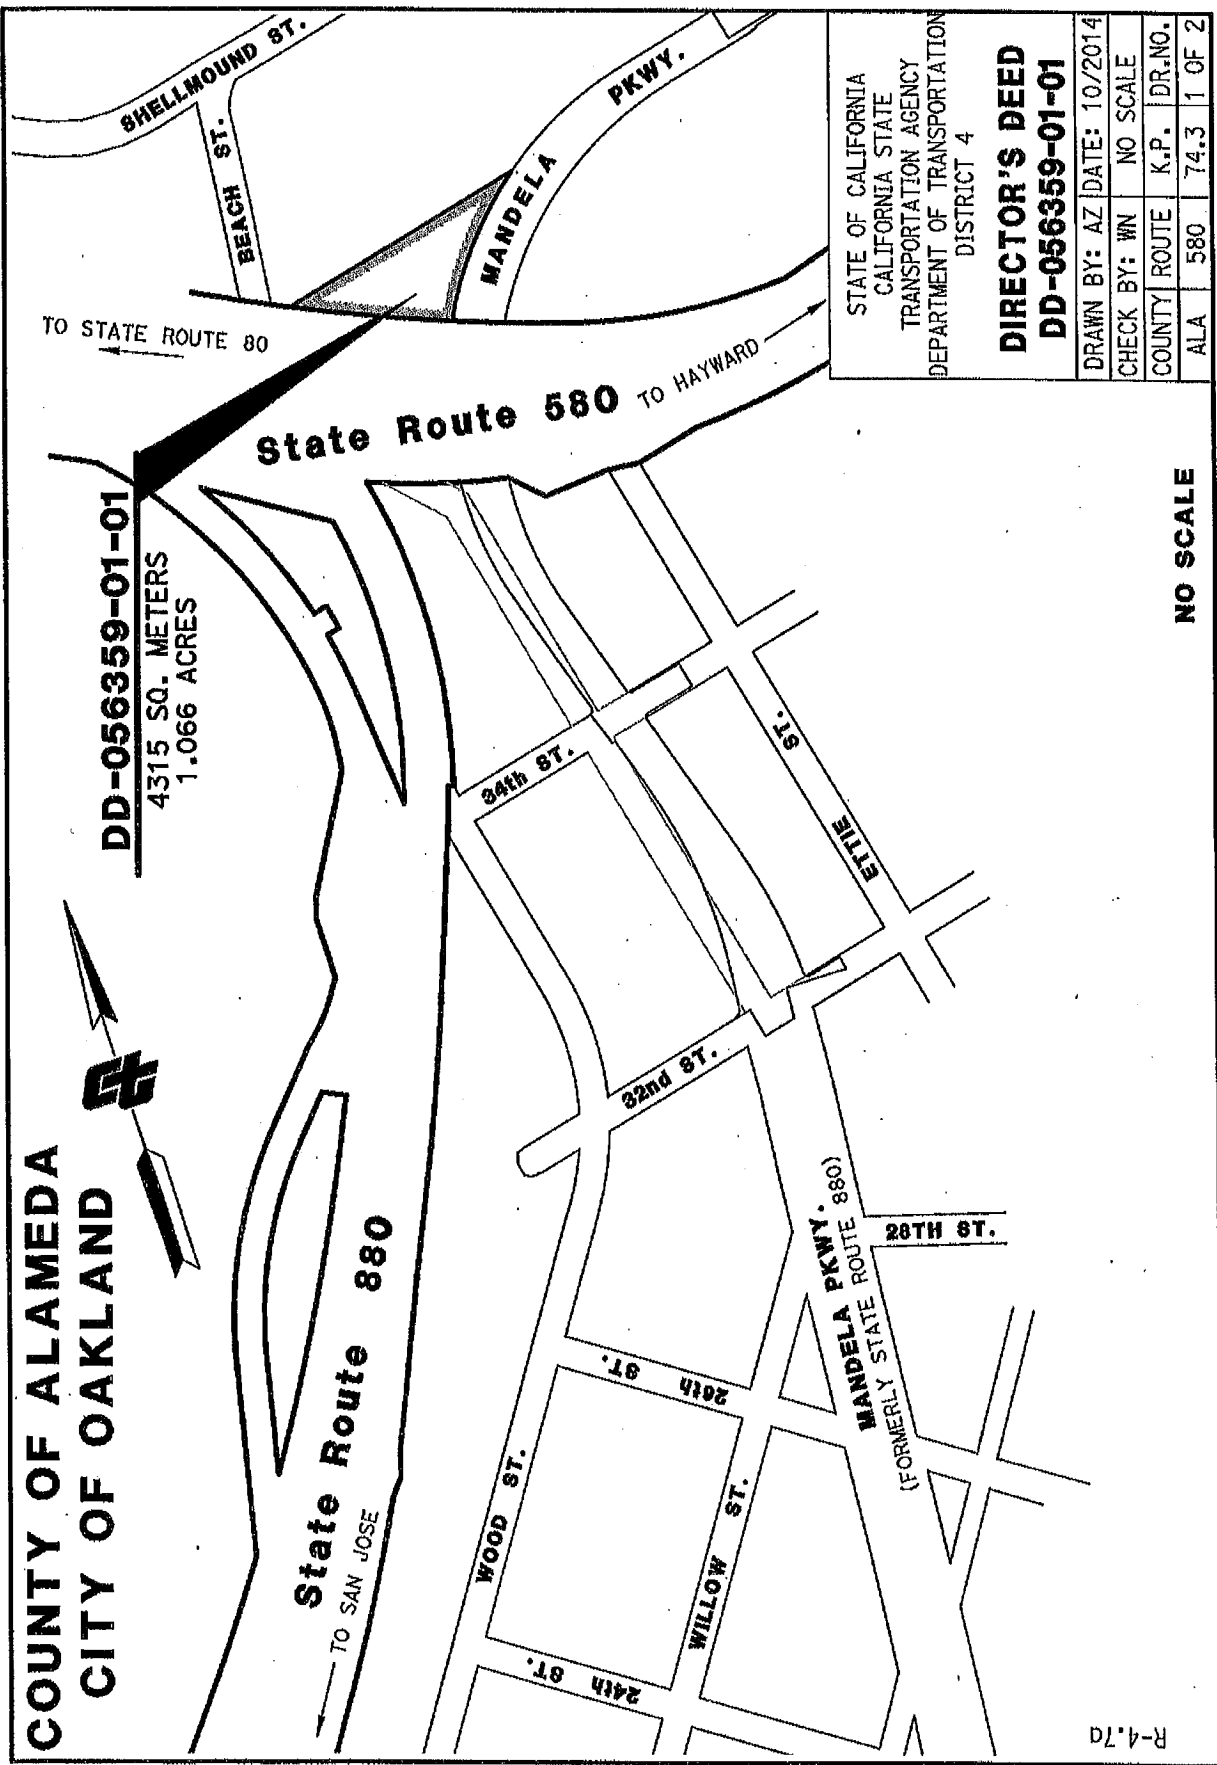 COUNTY OF ALAMEDA
CITY OF OAKLAND
DD-056359-01-01
4315 SQ. METERS
1.066 ACRES
TO STATE ROUTE 80
SHELLMOUND ST.
BEACH ST.
MANDELA PKWY.
State Route 580
TO HAYWARD
State Route 880
TO SAN JOSE
34th ST.
32nd ST.
ETTIE ST.
28TH ST.
MANDELA PKWY.
(FORMERLY STATE ROUTE 880)
26th ST.
24th ST.
WOOD ST.
WILLOW ST.
NO SCALE
STATE OF CALIFORNIA
CALIFORNIA STATE
TRANSPORTATION AGENCY
DEPARTMENT OF TRANSPORTATION
DISTRICT 4
DIRECTOR'S DEED
DD-056359-01-01
DRAWN BY: AZ DATE: 10/2014
CHECK BY: WN NO SCALE
COUNTY ROUTE K.P. DR.NO.
ALA 580 74.3 1 OF 2
R-4.7a